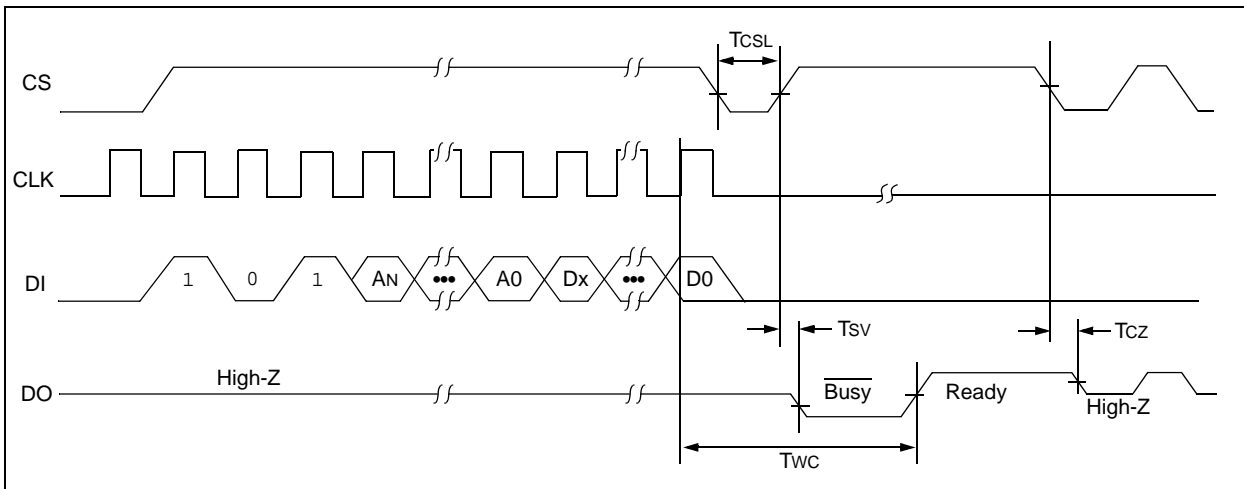 TCSL
CS
CLK
DI
1 0 1 AN ••• A0 Dx ••• D0
TSV
TCZ
High-Z
DO
Busy
Ready
High-Z
TWC